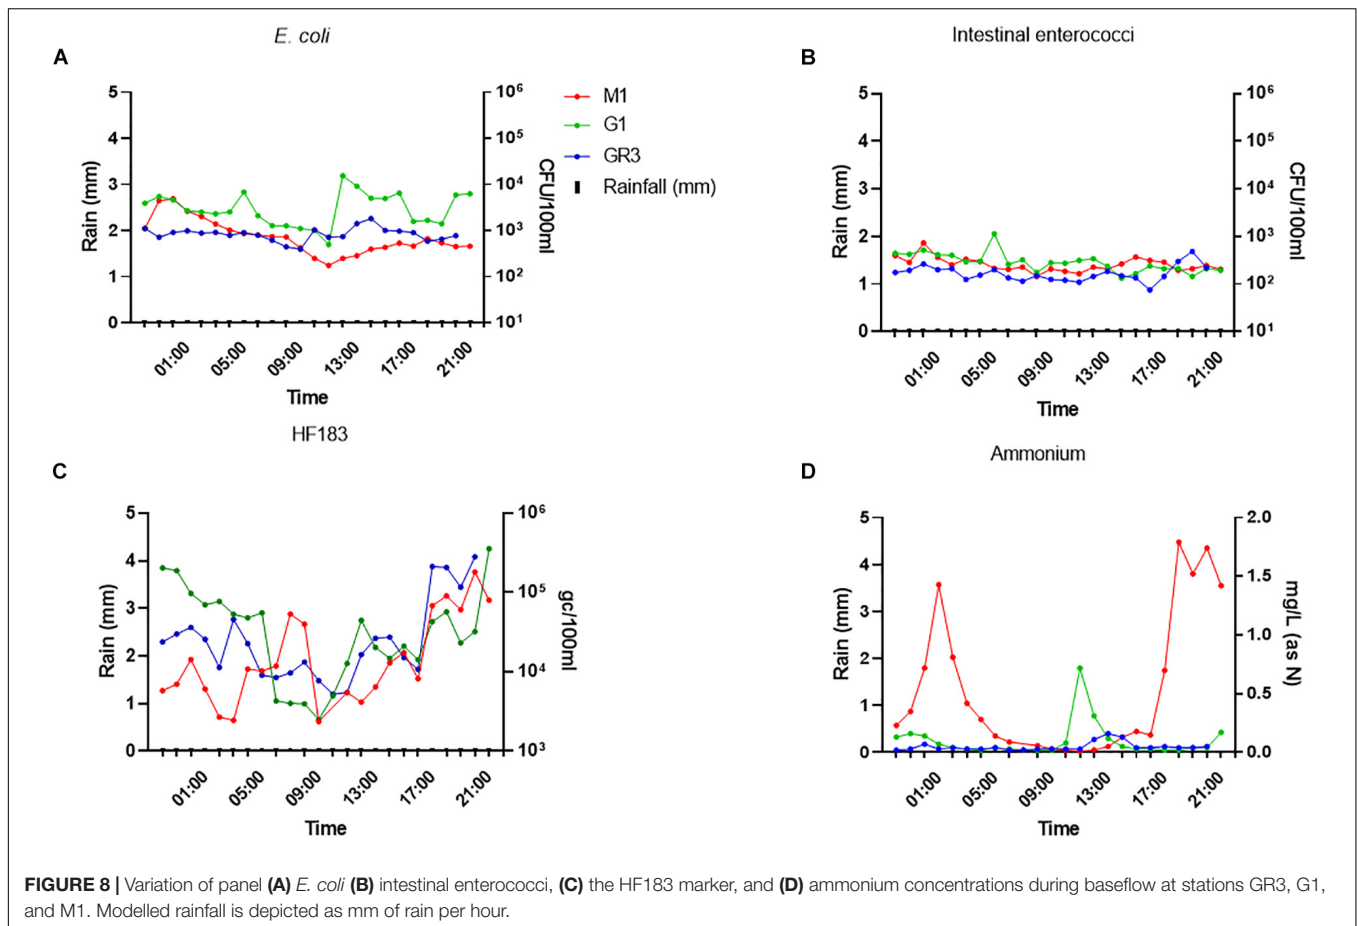 E. coli
A
5
4
3
2
1
0
Rain (mm)
10⁶
10⁵
10⁴
10³
10²
10¹
CFU/100ml
01:00
05:00
09:00
13:00
17:00
21:00
Time
M1
G1
GR3
Rainfall (mm)
Intestinal enterococci
B
5
4
3
2
1
0
Rain (mm)
10⁶
10⁵
10⁴
10³
10²
10¹
CFU/100ml
01:00
05:00
09:00
13:00
17:00
21:00
Time
HF183
C
5
4
3
2
1
0
Rain (mm)
10⁶
10⁵
10⁴
10³
gc/100ml
01:00
05:00
09:00
13:00
17:00
21:00
Time
Ammonium
D
5
4
3
2
1
0
Rain (mm)
2.0
1.5
1.0
0.5
0.0
mg/L (as N)
01:00
05:00
09:00
13:00
17:00
21:00
Time
FIGURE 8 | Variation of panel (A) E. coli (B) intestinal enterococci, (C) the HF183 marker, and (D) ammonium concentrations during baseflow at stations GR3, G1,
and M1. Modelled rainfall is depicted as mm of rain per hour.